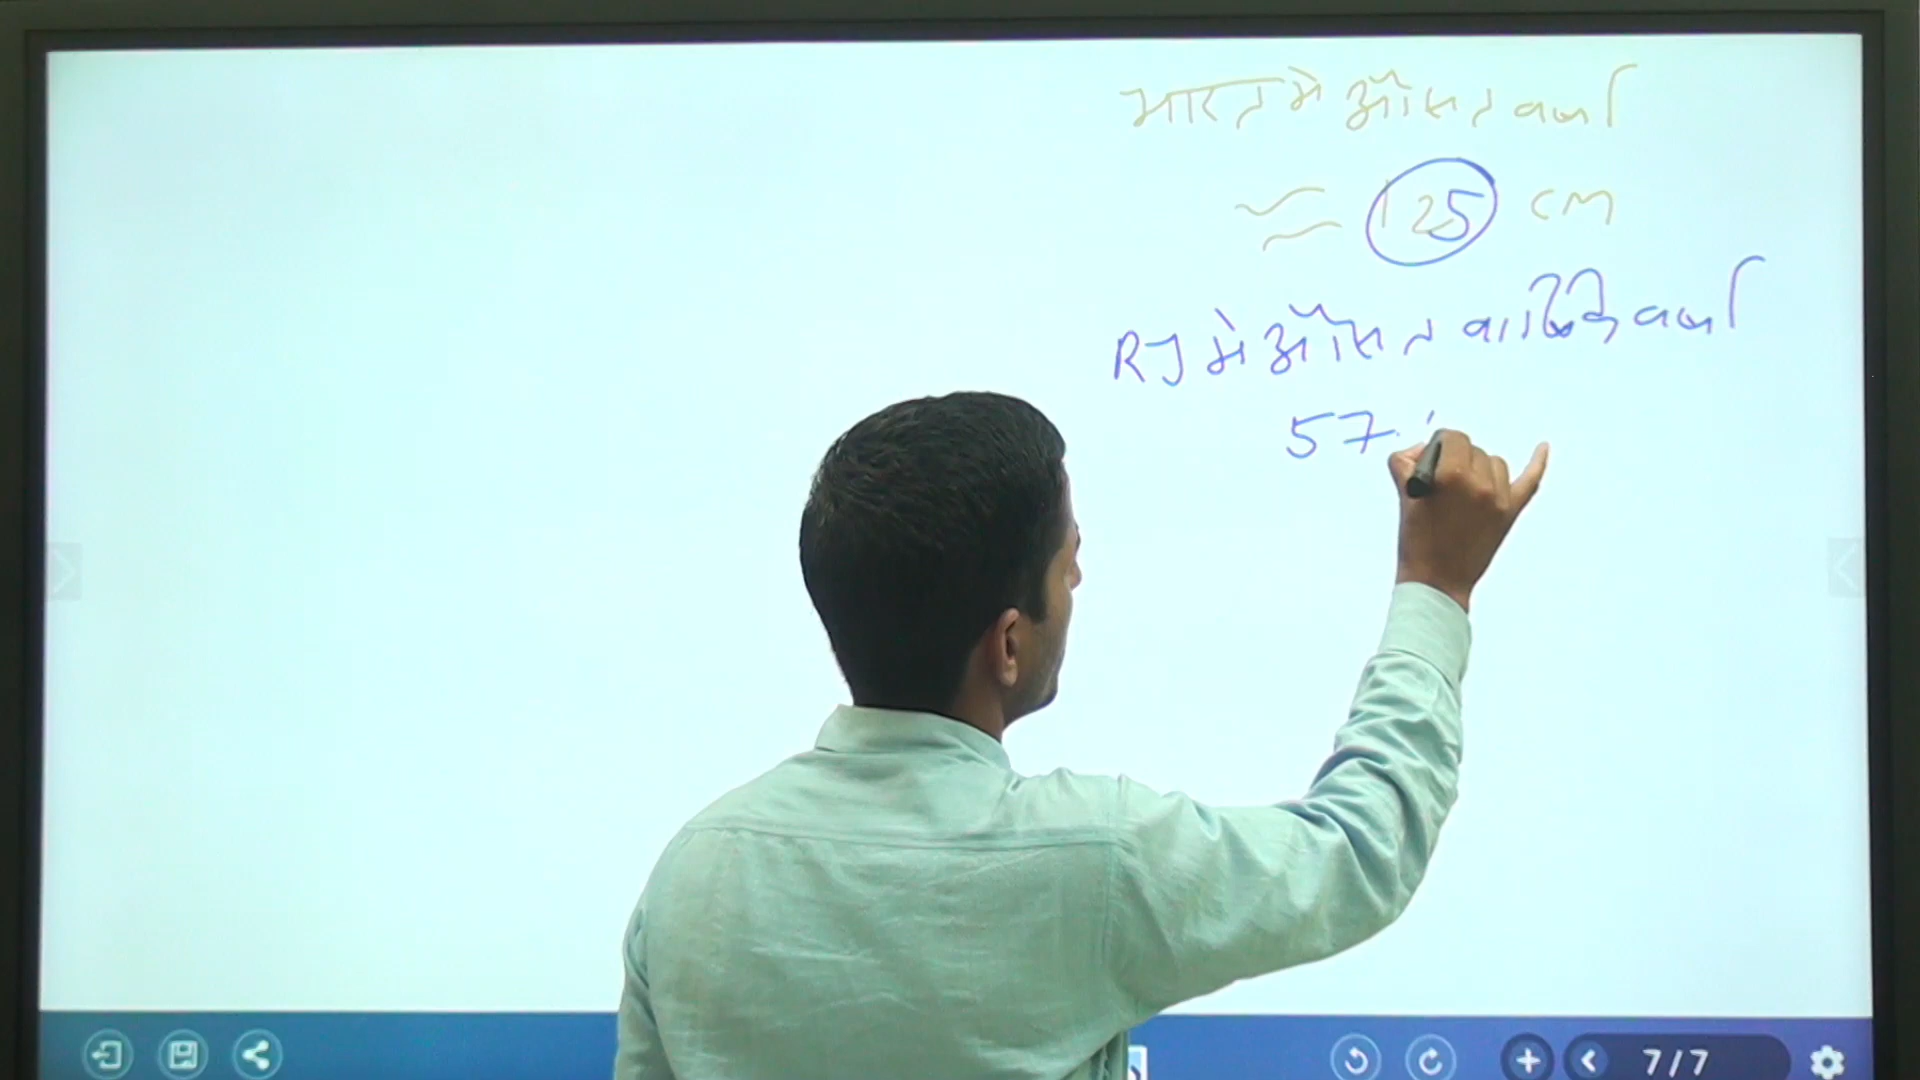 भारत में औसत वर्षा
≈ 125 cm
RJ में औसत वार्षिक वर्षा
57.
7/7